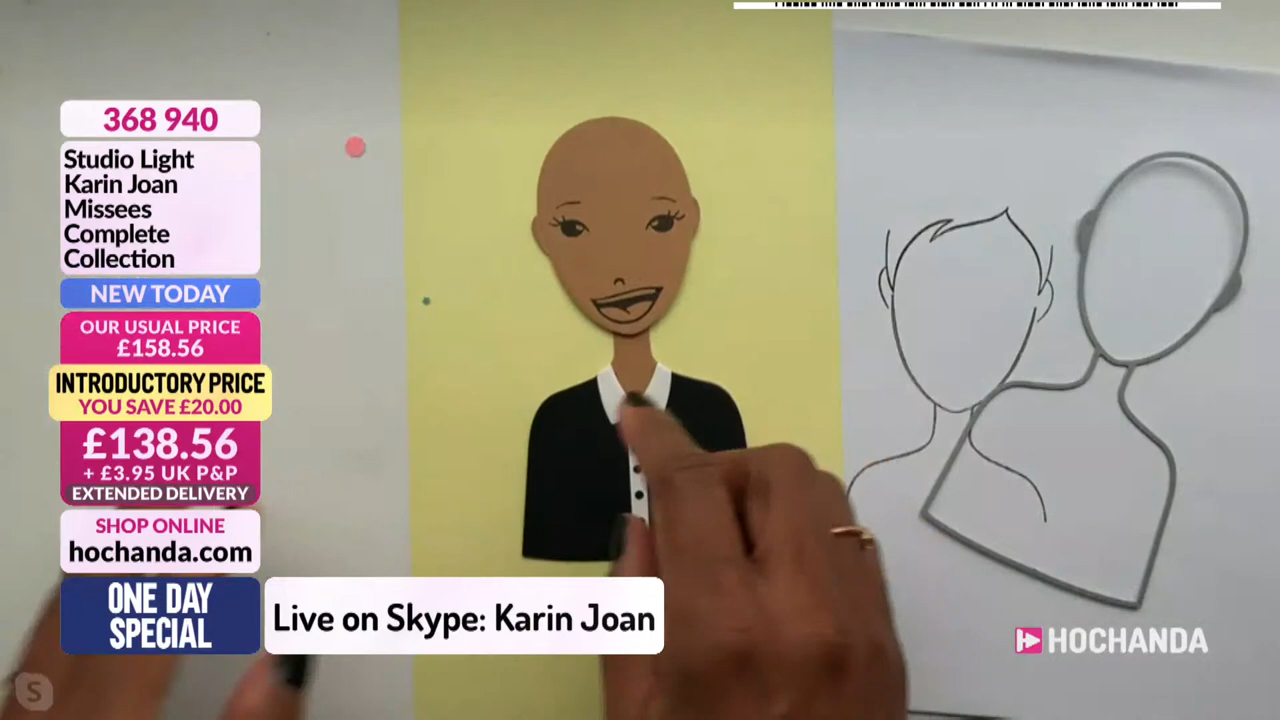 368 940
Studio Light
Karin Joan
Missees
Complete
Collection
NEW TODAY
OUR USUAL PRICE
£158.56
INTRODUCTORY PRICE
YOU SAVE £20.00
£138.56
+ £3.95 UK P&P
EXTENDED DELIVERY
SHOP ONLINE
hochanda.com
ONE DAY
SPECIAL
Live on Skype: Karin Joan
HOCHANDA
S